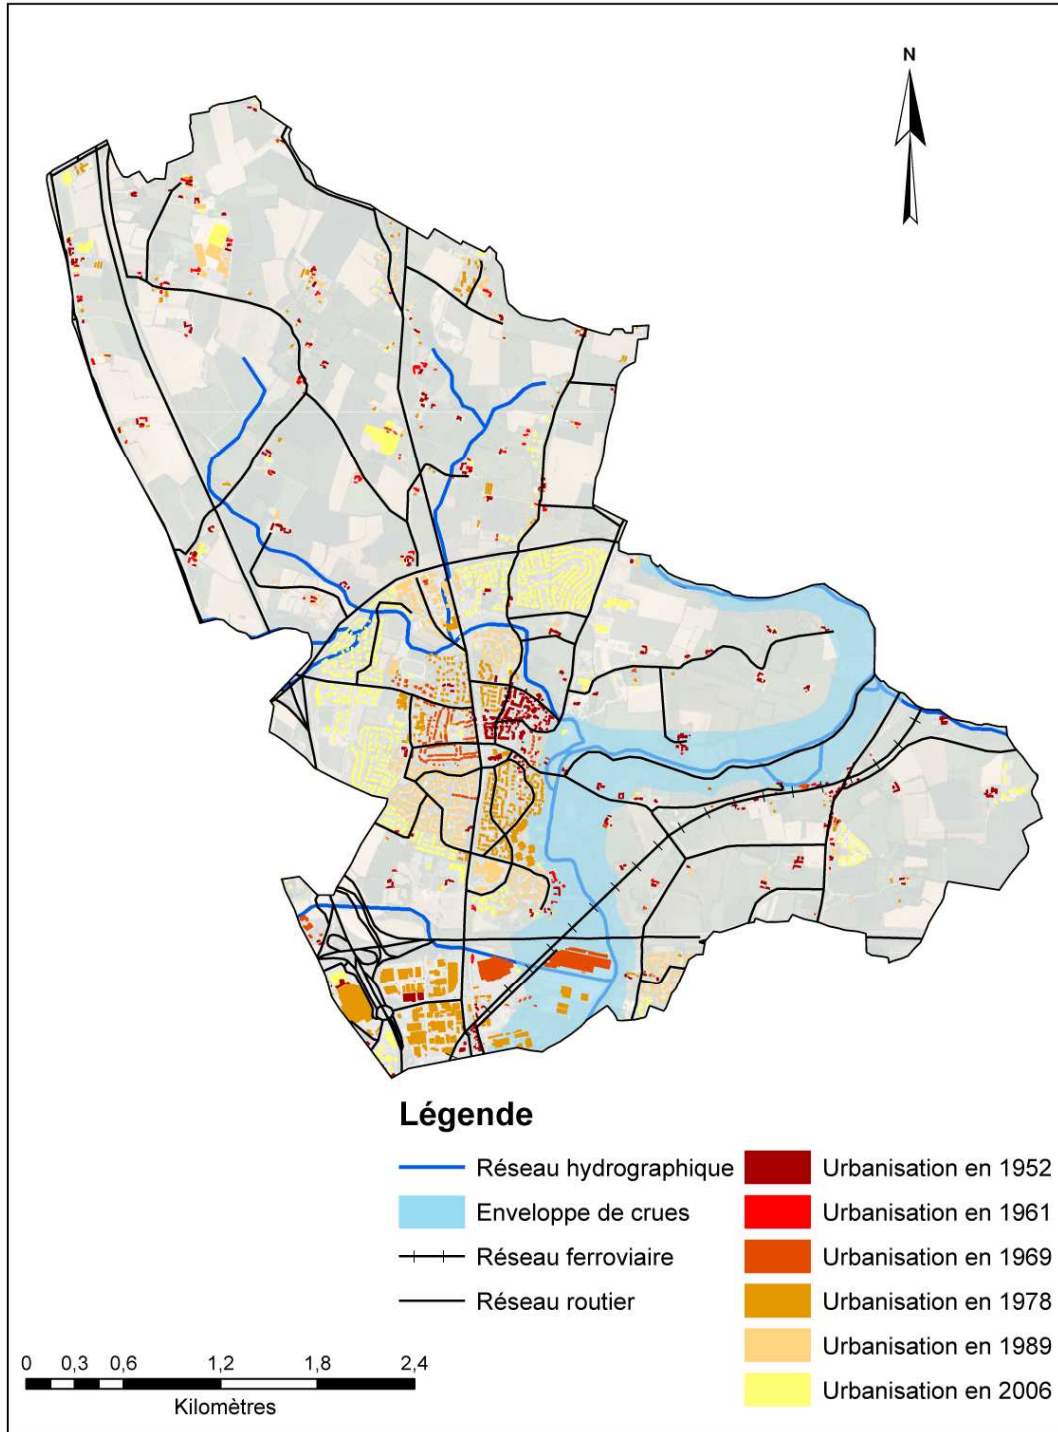 N
Légende
Réseau hydrographique
Enveloppe de crues
Réseau ferroviaire
Réseau routier
Urbanisation en 1952
Urbanisation en 1961
Urbanisation en 1969
Urbanisation en 1978
Urbanisation en 1989
Urbanisation en 2006
0 0,3 0,6 1,2 1,8 2,4
Kilomètres